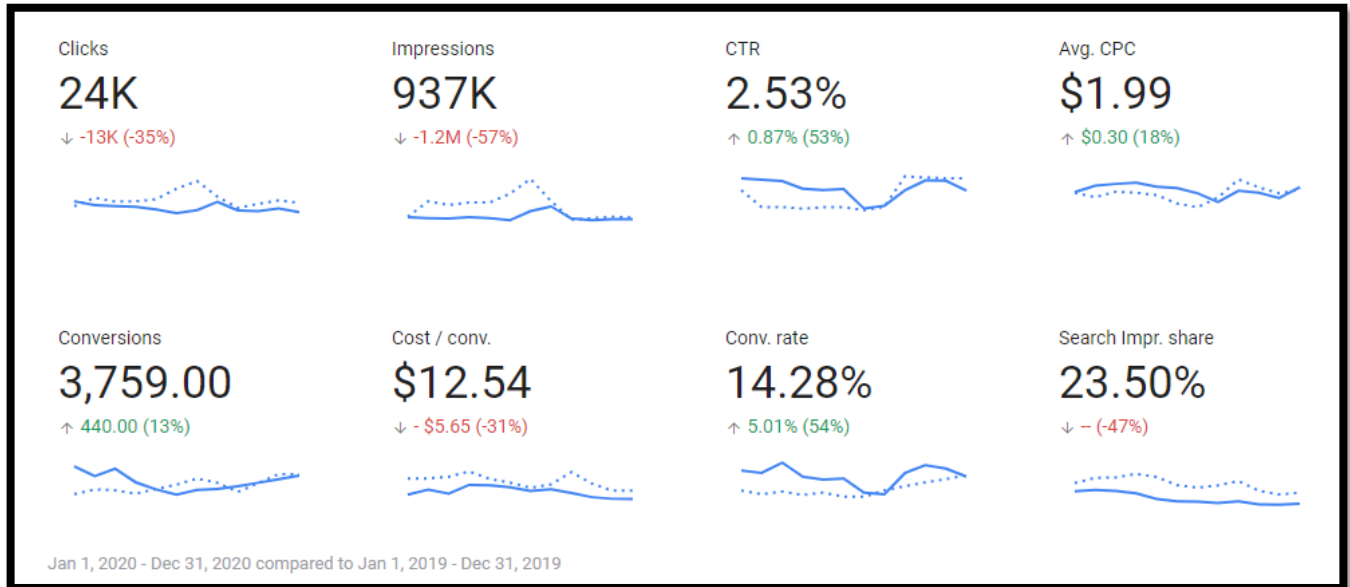 Clicks
24K
↓ -13K (-35%)
Impressions
937K
↓ -1.2M (-57%)
CTR
2.53%
↑ 0.87% (53%)
Avg. CPC
$1.99
↑ $0.30 (18%)
Conversions
3,759.00
↑ 440.00 (13%)
Cost / conv.
$12.54
↓ - $5.65 (-31%)
Conv. rate
14.28%
↑ 5.01% (54%)
Search Impr. share
23.50%
↓ -- (-47%)
Jan 1, 2020 - Dec 31, 2020 compared to Jan 1, 2019 - Dec 31, 2019